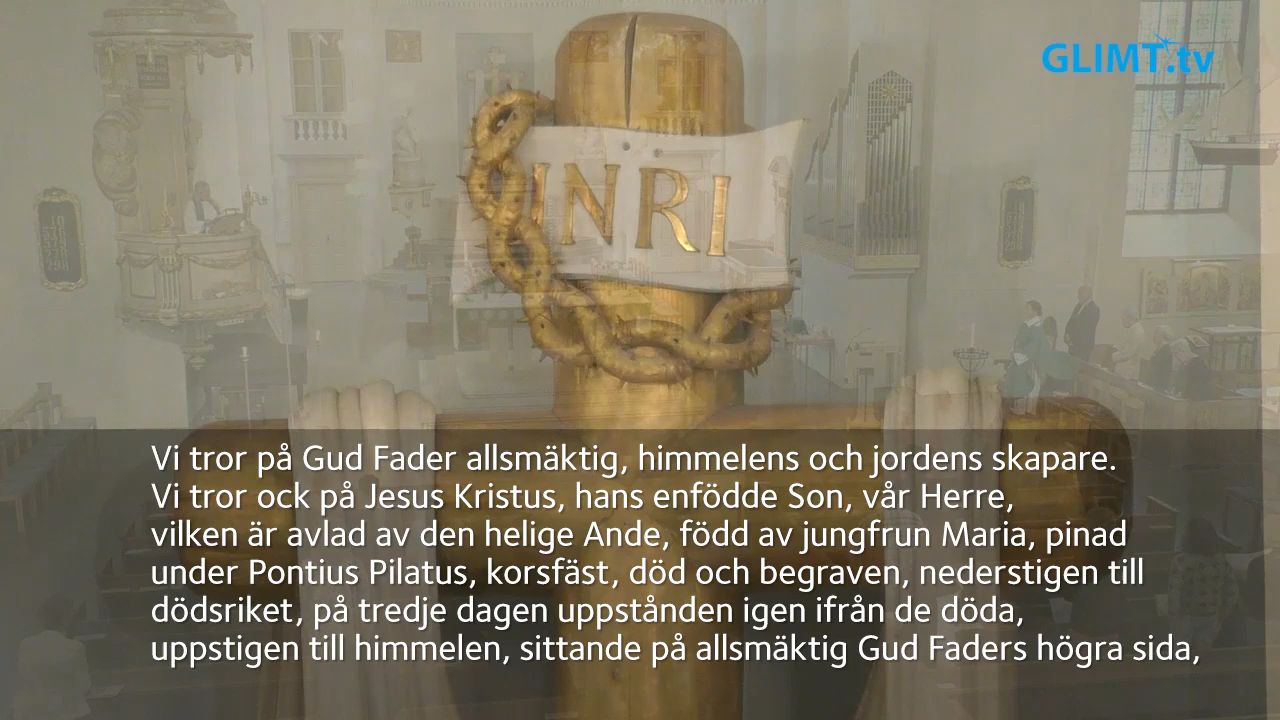 GLIMT.tv
INRI
Vi tror på Gud Fader allsmäktig, himmelens och jordens skapare.
Vi tror ock på Jesus Kristus, hans enfödde Son, vår Herre,
vilken är avlad av den helige Ande, född av jungfrun Maria, pinad
under Pontius Pilatus, korsfäst, död och begraven, nederstigen till
dödsriket, på tredje dagen uppstånden igen ifrån de döda,
uppstigen till himmelen, sittande på allsmäktig Gud Faders högra sida,